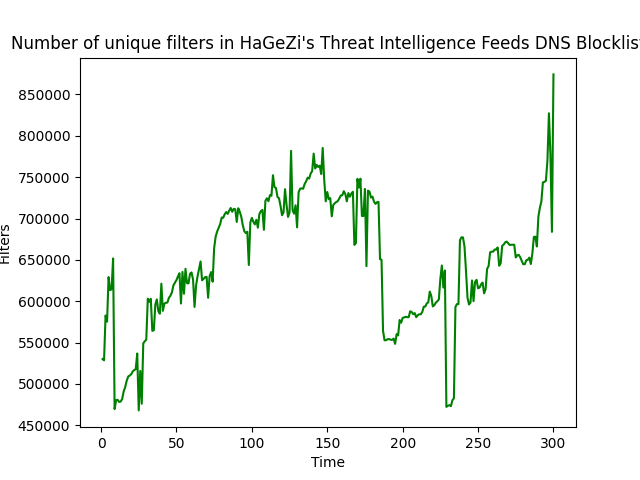 Number of unique filters in HaGeZi's Threat Intelligence Feeds DNS Blocklist
850000
800000
750000
700000
650000
600000
550000
500000
450000
Filters
0 50 100 150 200 250 300
Time